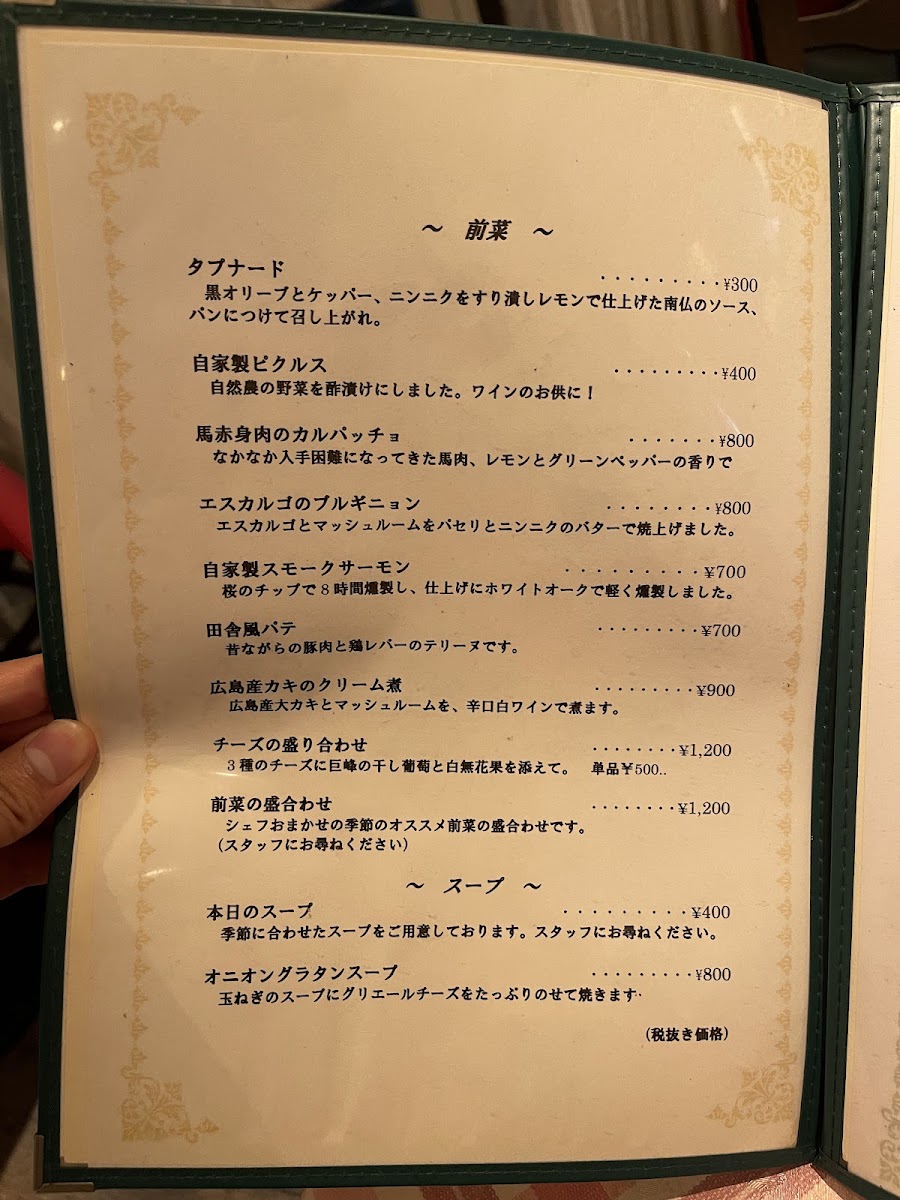 ～ 前菜 ～
タプナード ・・・・・・・・・¥300
黒オリーブとケッパー、ニンニクをすり潰しレモンで仕上げた南仏のソース、
パンにつけて召し上がれ。
自家製ピクルス ・・・・・・・・・¥400
自然農の野菜を酢漬けにしました。ワインのお供に！
馬赤身肉のカルパッチョ ・・・・・・・¥800
なかなか入手困難になってきた馬肉、レモンとグリーンペッパーの香りで
エスカルゴのブルギニョン ・・・・・・・・¥800
エスカルゴとマッシュルームをパセリとニンニクのバターで焼上げました。
自家製スモークサーモン ・・・・・・・・・・¥700
桜のチップで８時間燻製し、仕上げにホワイトオークで軽く燻製しました。
田舎風パテ ・・・・・・・・・¥700
昔ながらの豚肉と鶏レバーのテリーヌです。
広島産カキのクリーム煮 ・・・・・・・・・¥900
広島産大カキとマッシュルームを、辛口白ワインで煮ます。
チーズの盛り合わせ ・・・・・・・・¥1,200
３種のチーズに巨峰の干し葡萄と白無花果を添えて。 単品￥500..
前菜の盛合わせ ・・・・・・・・¥1,200
シェフおまかせの季節のオススメ前菜の盛合わせです。
（スタッフにお尋ねください）
～ スープ ～
本日のスープ ・・・・・・・・・・¥400
季節に合わせたスープをご用意しております。スタッフにお尋ねください。
オニオングラタンスープ ・・・・・・・・・¥800
玉ねぎのスープにグリエールチーズをたっぷりのせて焼きます・
（税抜き価格）